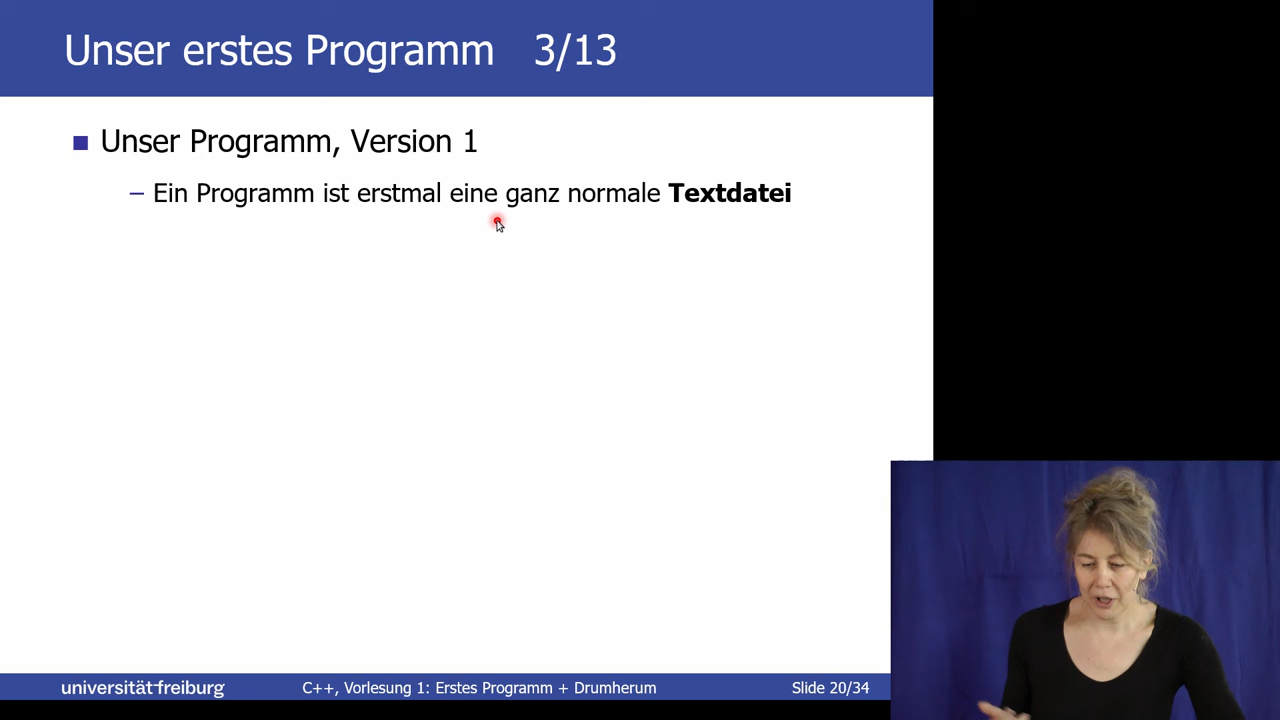 Unser erstes Programm 3/13
Unser Programm, Version 1
– Ein Programm ist erstmal eine ganz normale Textdatei
universität freiburg
C++, Vorlesung 1: Erstes Programm + Drumherum
Slide 20/34